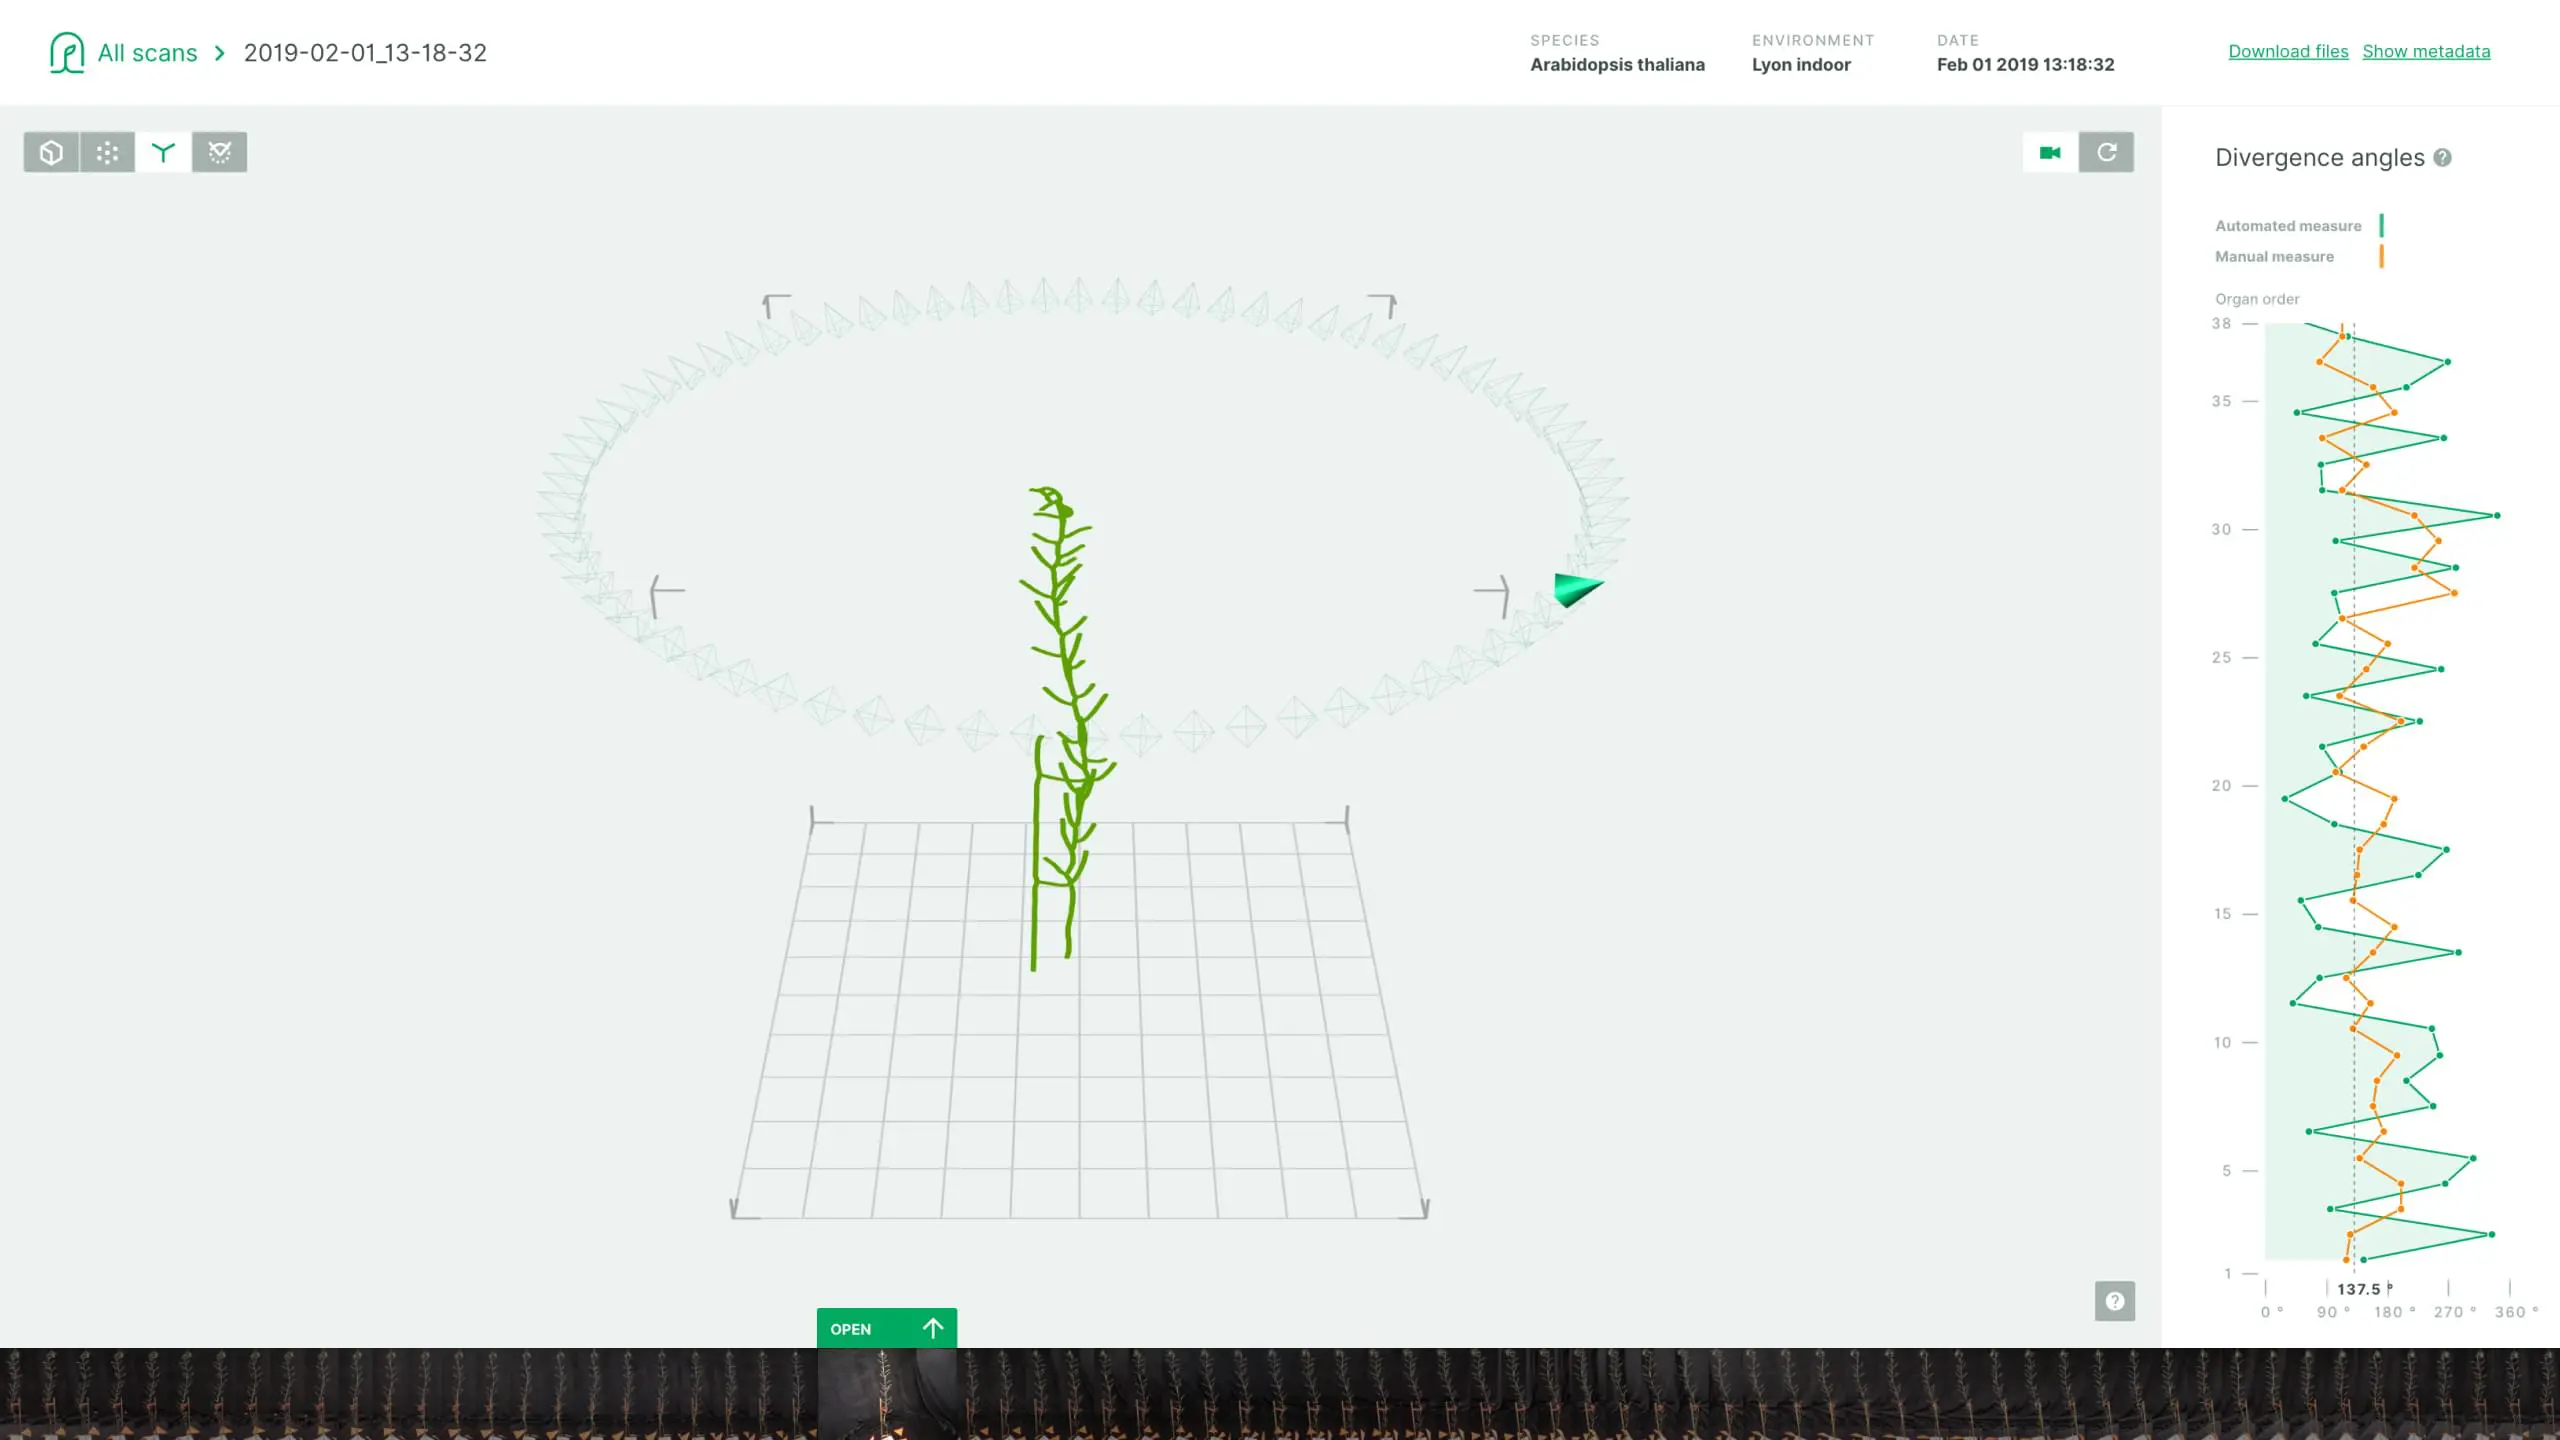 All scans > 2019-02-01_13-18-32
SPECIES
Arabidopsis thaliana
ENVIRONMENT
Lyon indoor
DATE
Feb 01 2019 13:18:32
Download files Show metadata
Divergence angles ?
Automated measure
Manual measure
Organ order
38
35
30
25
20
15
10
5
1
137.5 °
0 ° 90 ° 180 ° 270 ° 360 °
?
OPEN